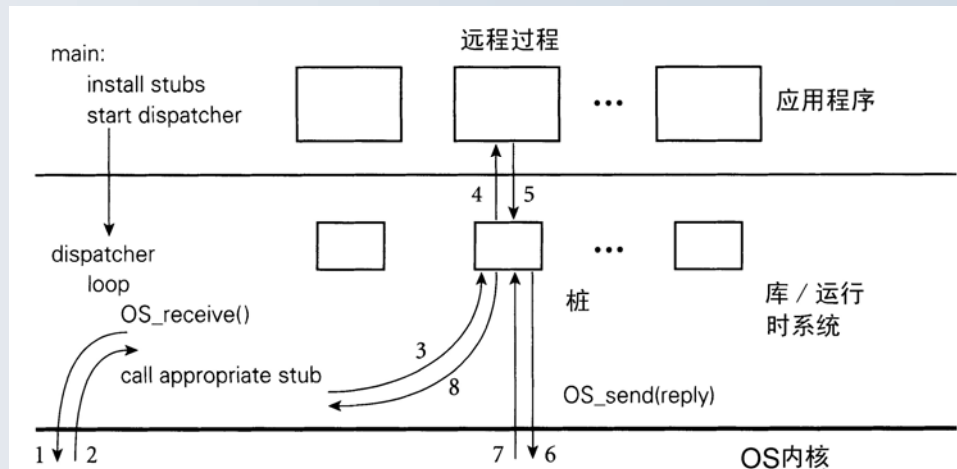 远程过程
main:
install stubs
start dispatcher
•••
应用程序
4
5
dispatcher
loop
•••
桩
库 / 运行
时系统
OS_receive()
3
call appropriate stub
8
OS_send(reply)
1
2
7
6
OS内核